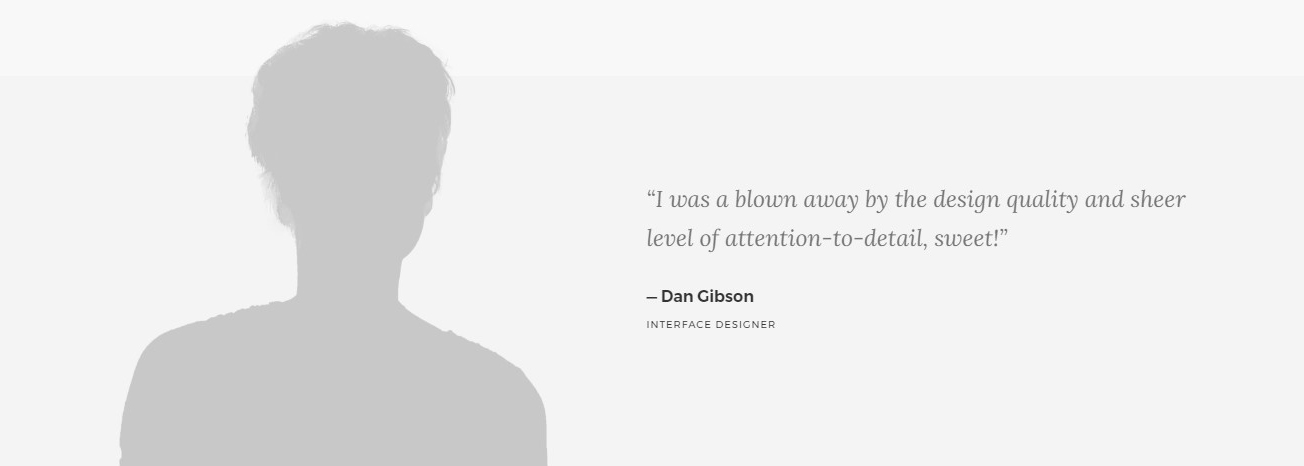 “I was a blown away by the design quality and sheer
level of attention-to-detail, sweet!”
— Dan Gibson
INTERFACE DESIGNER